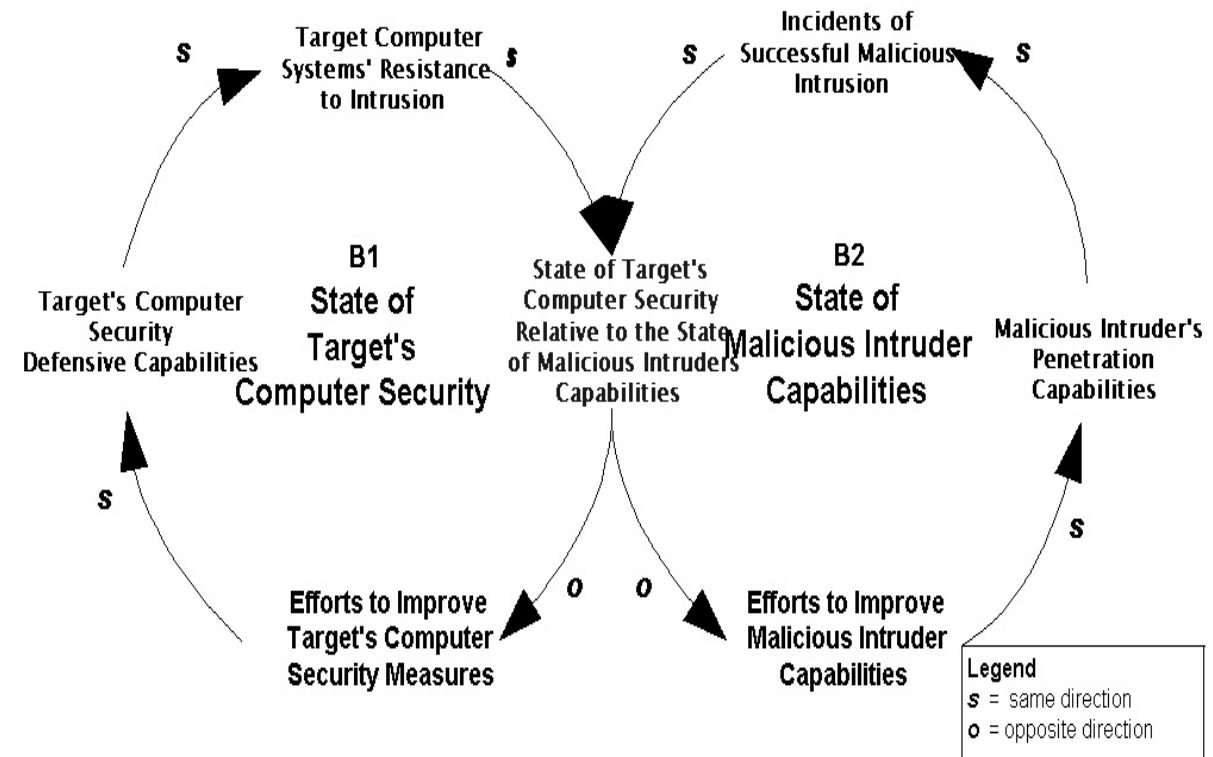 Target Computer
Systems' Resistance
to Intrusion
Incidents of
Successful Malicious
Intrusion
s
s
s
s
B1
State of
Target's
Computer Security
State of Target's
Computer Security
Relative to the State
of Malicious Intruders
Capabilities
B2
State of
Malicious Intruder
Capabilities
Target's Computer
Security
Defensive Capabilities
Malicious Intruder's
Penetration
Capabilities
s
s
o
o
Efforts to Improve
Target's Computer
Security Measures
Efforts to Improve
Malicious Intruder
Capabilities
Legend
s = same direction
o = opposite direction